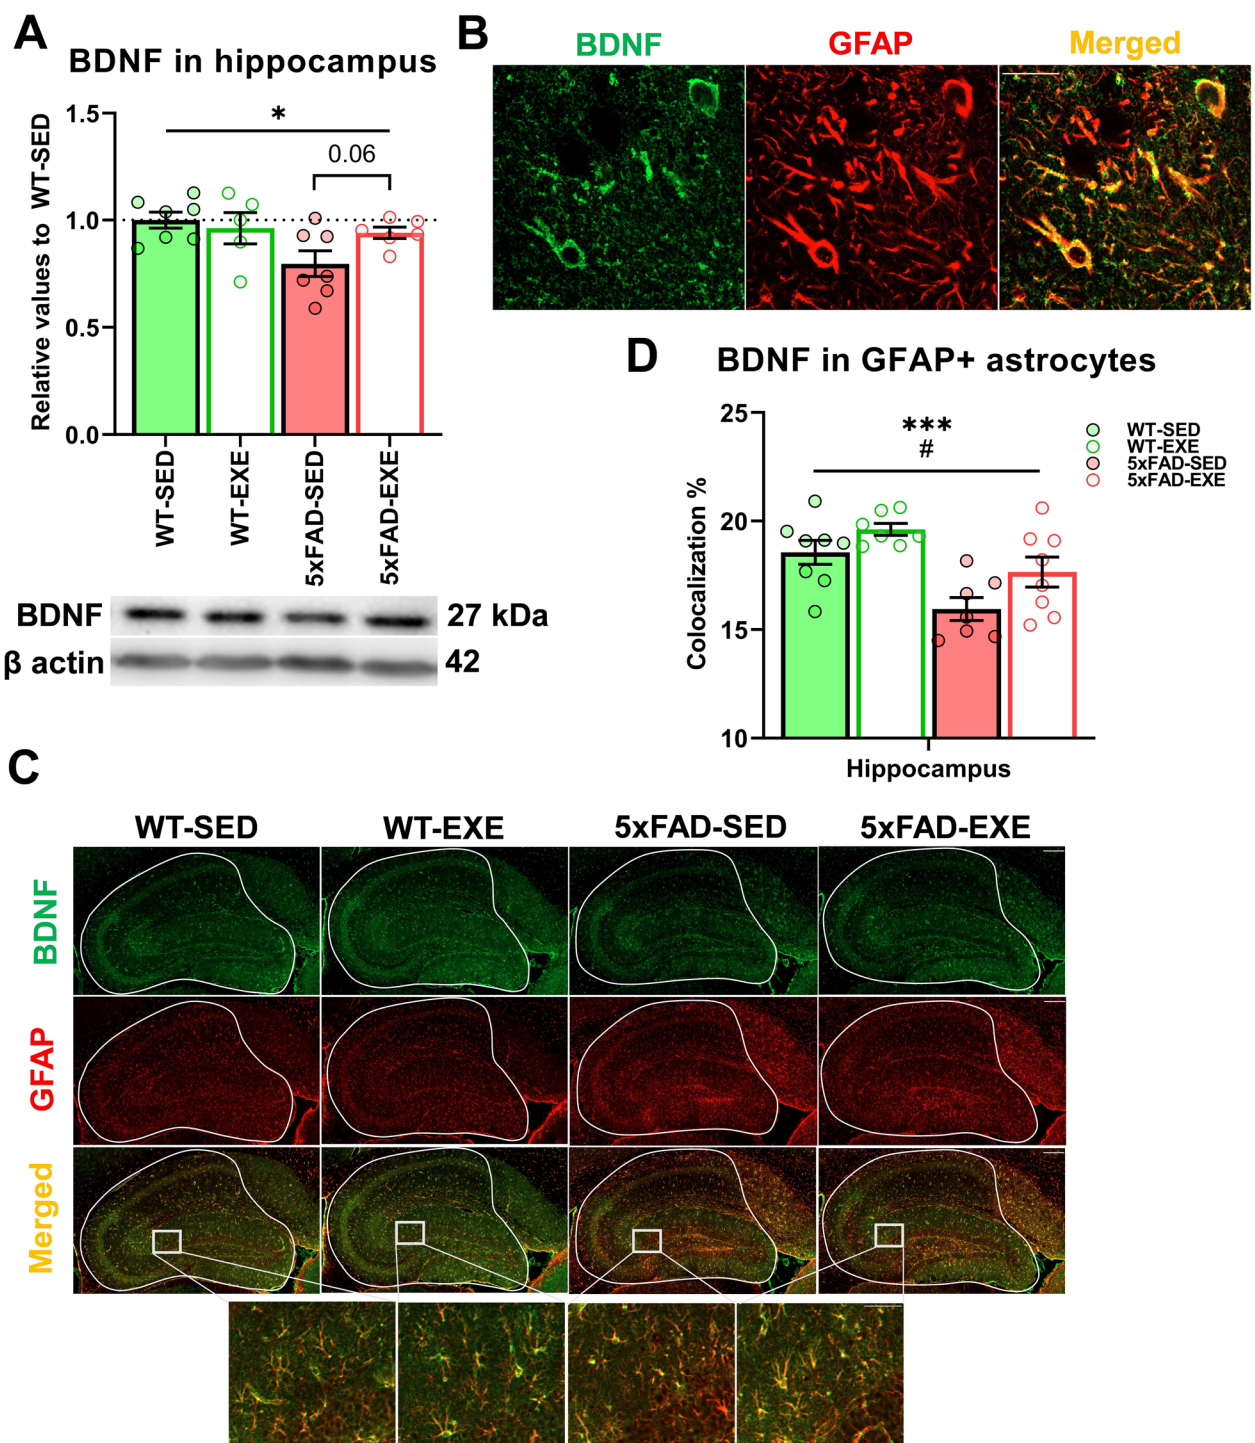 A
BDNF in hippocampus
Relative values to WT-SED
1.5
1.0
0.5
0.0
*
0.06
WT-SED
WT-EXE
5xFAD-SED
5xFAD-EXE
BDNF
27 kDa
β actin
42
B
BDNF
GFAP
Merged
D
BDNF in GFAP+ astrocytes
Colocalization %
25
20
15
10
***
#
Hippocampus
WT-SED
WT-EXE
5xFAD-SED
5xFAD-EXE
C
WT-SED
WT-EXE
5xFAD-SED
5xFAD-EXE
BDNF
GFAP
Merged